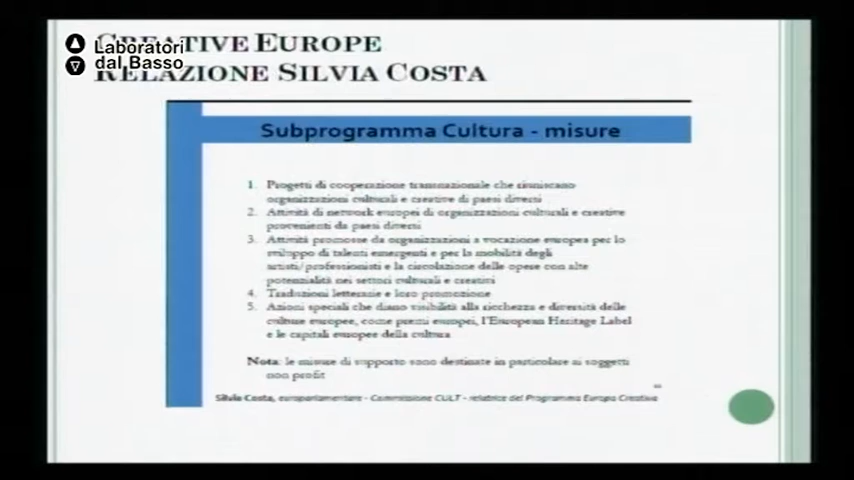 CREATIVE EUROPE
RELAZIONE SILVIA COSTA
Laboratori
dal Basso
Subprogramma Cultura - misure
1. Progetti di cooperazione transnazionale che riuniscano
organizzazioni culturali e creative di paesi diversi
2. Attività di network europei di organizzazioni culturali e creative
provenienti da paesi diversi
3. Attività promosse da organizzazioni a vocazione europea per lo
sviluppo di talenti emergenti e per la mobilità degli
artisti/professionisti e la circolazione delle opere con alte
potenzialità nei settori culturali e creativi
4. Traduzioni letterarie e loro promozione
5. Azioni speciali che diano visibilità alla ricchezza e diversità delle
culture europee, come premi europei, l'European Heritage Label
e le capitali europee della cultura
Nota: le misure di supporto sono destinate in particolare ai soggetti
non profit
Silvia Costa, europarlamentare - Commissione CULT - relatrice del Programma Europa Creativa